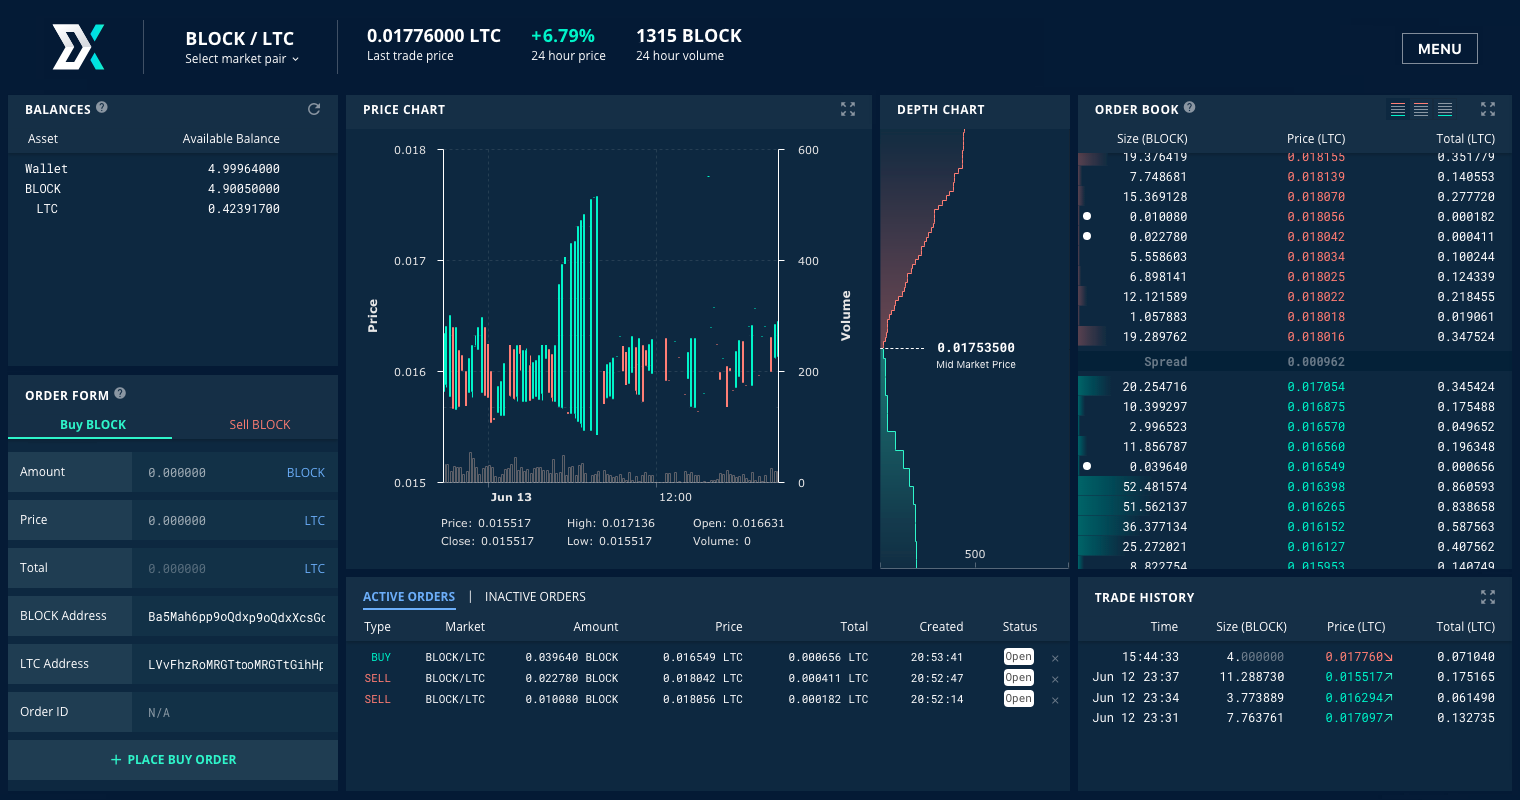 BLOCK / LTC
Select market pair
0.01776000 LTC
Last trade price
+6.79%
24 hour price
1315 BLOCK
24 hour volume
MENU
BALANCES
Asset Available Balance
Wallet 4.99964000
BLOCK 4.90050000
LTC 0.42391700
ORDER FORM
Buy BLOCK Sell BLOCK
Amount 0.000000 BLOCK
Price 0.000000 LTC
Total 0.000000 LTC
BLOCK Address Ba5Mah6pp9oQdxp9oQdxXcsGc
LTC Address LVvFhzRoMRGTtooMRGTtGihHp
Order ID N/A
+ PLACE BUY ORDER
PRICE CHART
0.018 600
0.017 400
0.016 200
0.015 0
Price
Volume
Jun 13 12:00
Price: 0.015517 High: 0.017136 Open: 0.016631
Close: 0.015517 Low: 0.015517 Volume: 0
DEPTH CHART
0.01753500
Mid Market Price
500
ORDER BOOK
Size (BLOCK) Price (LTC) Total (LTC)
19.376419 0.018155 0.351779
7.748681 0.018139 0.140553
15.369128 0.018070 0.277720
0.010080 0.018056 0.000182
0.022780 0.018042 0.000411
5.558603 0.018034 0.100244
6.898141 0.018025 0.124339
12.121589 0.018022 0.218455
1.057883 0.018018 0.019061
19.289762 0.018016 0.347524
Spread 0.000962
20.254716 0.017054 0.345424
10.399297 0.016875 0.175488
2.996523 0.016570 0.049652
11.856787 0.016560 0.196348
0.039640 0.016549 0.000656
52.481574 0.016398 0.860593
51.562137 0.016265 0.838658
36.377134 0.016152 0.587563
25.272021 0.016127 0.407562
8.822754 0.015953 0.140749
ACTIVE ORDERS | INACTIVE ORDERS
Type Market Amount Price Total Created Status
BUY BLOCK/LTC 0.039640 BLOCK 0.016549 LTC 0.000656 LTC 20:53:41 Open ×
SELL BLOCK/LTC 0.022780 BLOCK 0.018042 LTC 0.000411 LTC 20:52:47 Open ×
SELL BLOCK/LTC 0.010080 BLOCK 0.018056 LTC 0.000182 LTC 20:52:14 Open ×
TRADE HISTORY
Time Size (BLOCK) Price (LTC) Total (LTC)
15:44:33 4.000000 0.017760↘ 0.071040
Jun 12 23:37 11.288730 0.015517↗ 0.175165
Jun 12 23:34 3.773889 0.016294↗ 0.061490
Jun 12 23:31 7.763761 0.017097↗ 0.132735